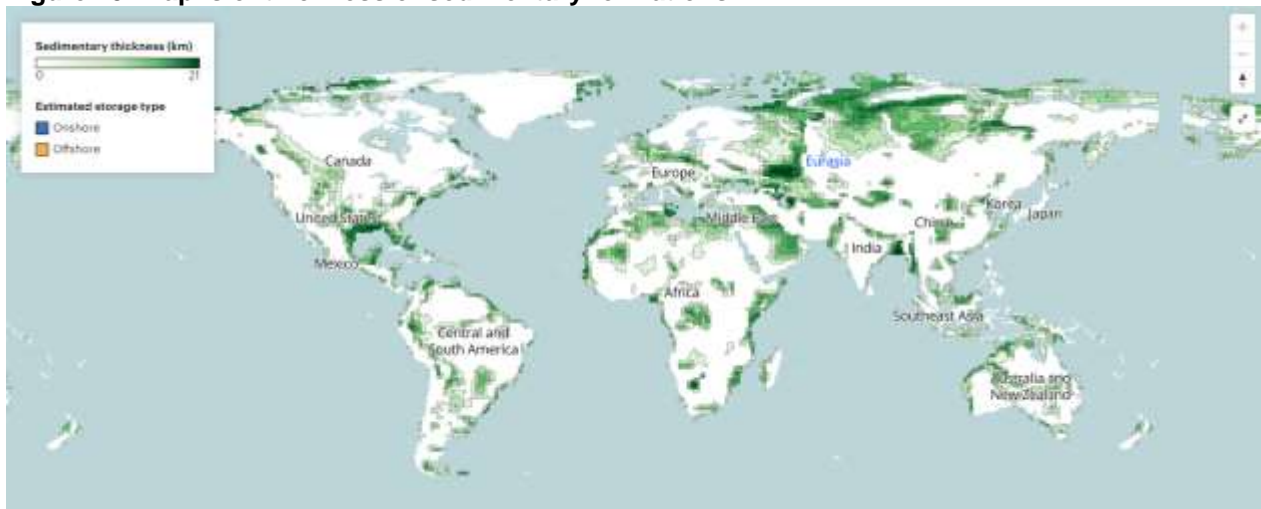 Sedimentary thickness (km)
0 21
Estimated storage type
Onshore
Offshore
Canada
Europe
Eurasia
United States
Middle East
Korea
Japan
China
India
Mexico
Africa
Southeast Asia
Central and
South America
Australia and
New Zealand